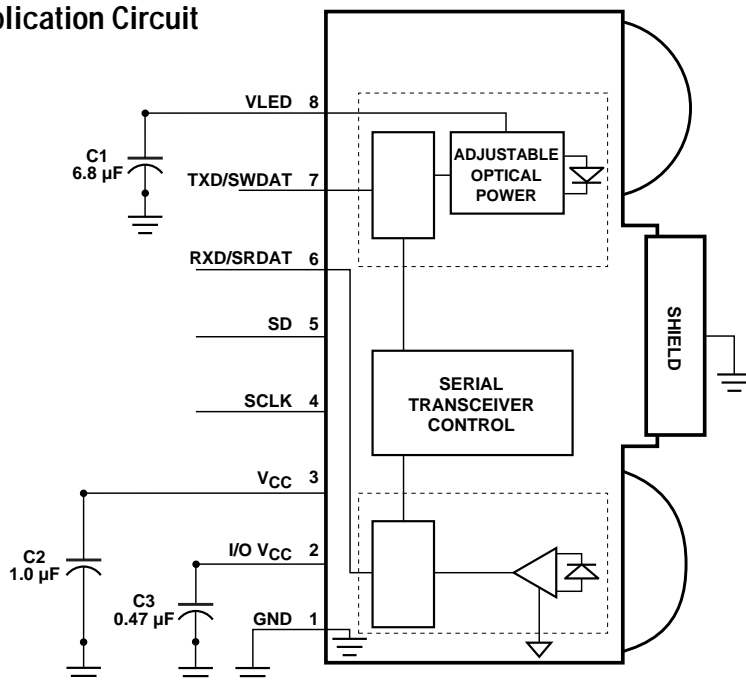 plication Circuit
VLED 8
C1
6.8 µF
TXD/SWDAT 7
ADJUSTABLE
OPTICAL
POWER
RXD/SRDAT 6
SD 5
SHIELD
SERIAL
TRANSCEIVER
CONTROL
SCLK 4
VCC 3
C2
1.0 µF
I/O VCC 2
C3
0.47 µF
GND 1